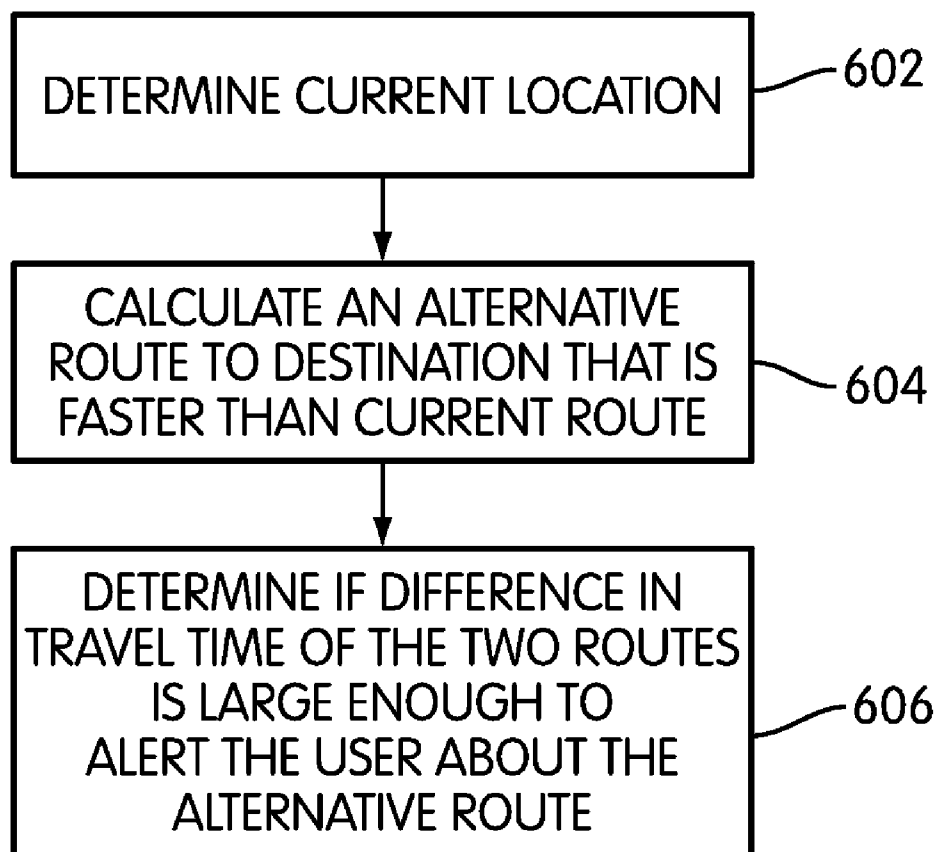 DETERMINE CURRENT LOCATION
602
CALCULATE AN ALTERNATIVE
ROUTE TO DESTINATION THAT IS
FASTER THAN CURRENT ROUTE
604
DETERMINE IF DIFFERENCE IN
TRAVEL TIME OF THE TWO ROUTES
IS LARGE ENOUGH TO
ALERT THE USER ABOUT THE
ALTERNATIVE ROUTE
606